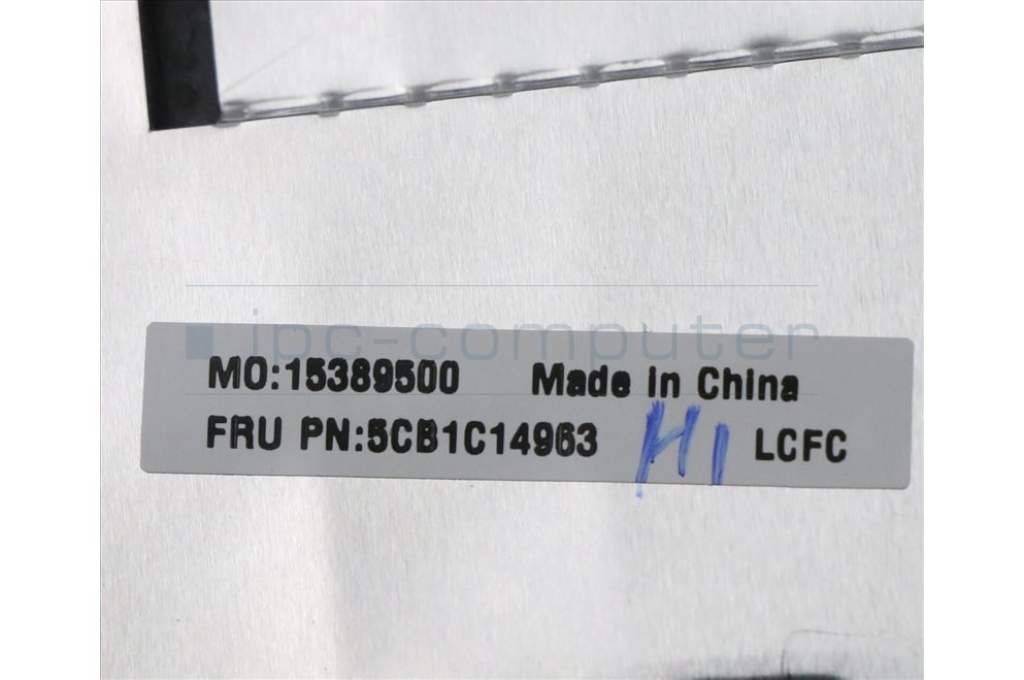 ipc-computer
MO:15389500 Made in China
FRU PN:5CB1C14963 H1 LCFC